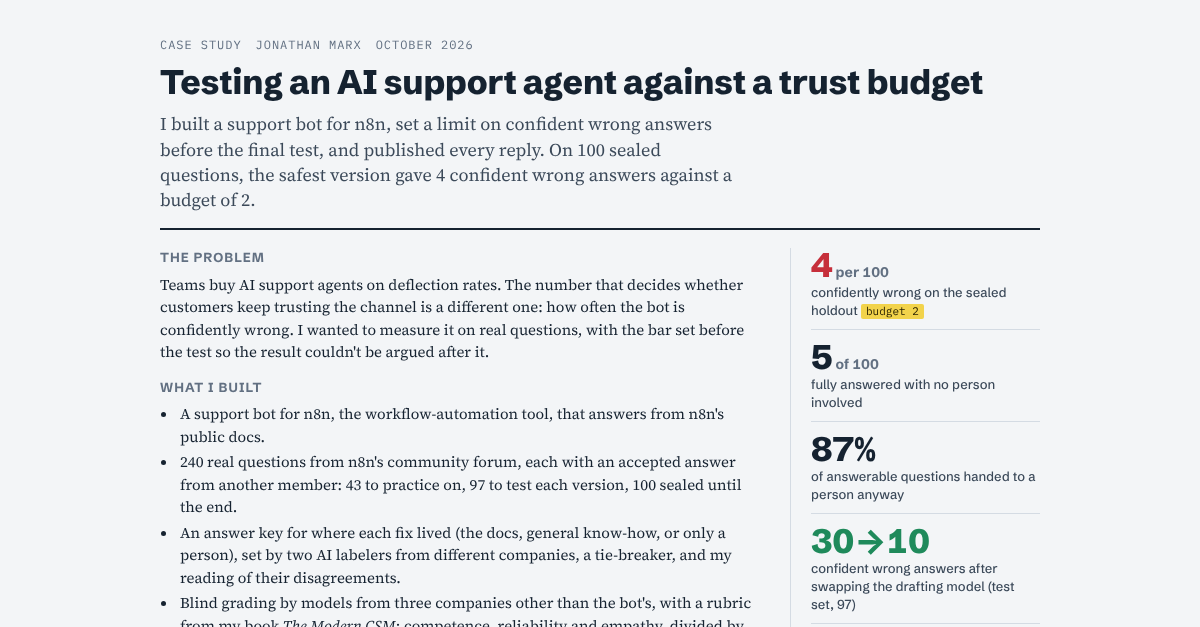 CASE STUDY JONATHAN MARX OCTOBER 2026
Testing an AI support agent against a trust budget
I built a support bot for n8n, set a limit on confident wrong answers
before the final test, and published every reply. On 100 sealed
questions, the safest version gave 4 confident wrong answers against a
budget of 2.
THE PROBLEM
Teams buy AI support agents on deflection rates. The number that decides whether
customers keep trusting the channel is a different one: how often the bot is
confidently wrong. I wanted to measure it on real questions, with the bar set before
the test so the result couldn't be argued after it.
WHAT I BUILT
• A support bot for n8n, the workflow-automation tool, that answers from n8n's
public docs.
• 240 real questions from n8n's community forum, each with an accepted answer
from another member: 43 to practice on, 97 to test each version, 100 sealed until
the end.
• An answer key for where each fix lived (the docs, general know-how, or only a
person), set by two AI labelers from different companies, a tie-breaker, and my
reading of their disagreements.
• Blind grading by models from three companies other than the bot's, with a rubric
from my book The Modern CSM: competence, reliability and empathy, divided by
4 per 100
confidently wrong on the sealed
holdout budget 2
5 of 100
fully answered with no person
involved
87%
of answerable questions handed to a
person anyway
30→10
confident wrong answers after
swapping the drafting model (test
set, 97)